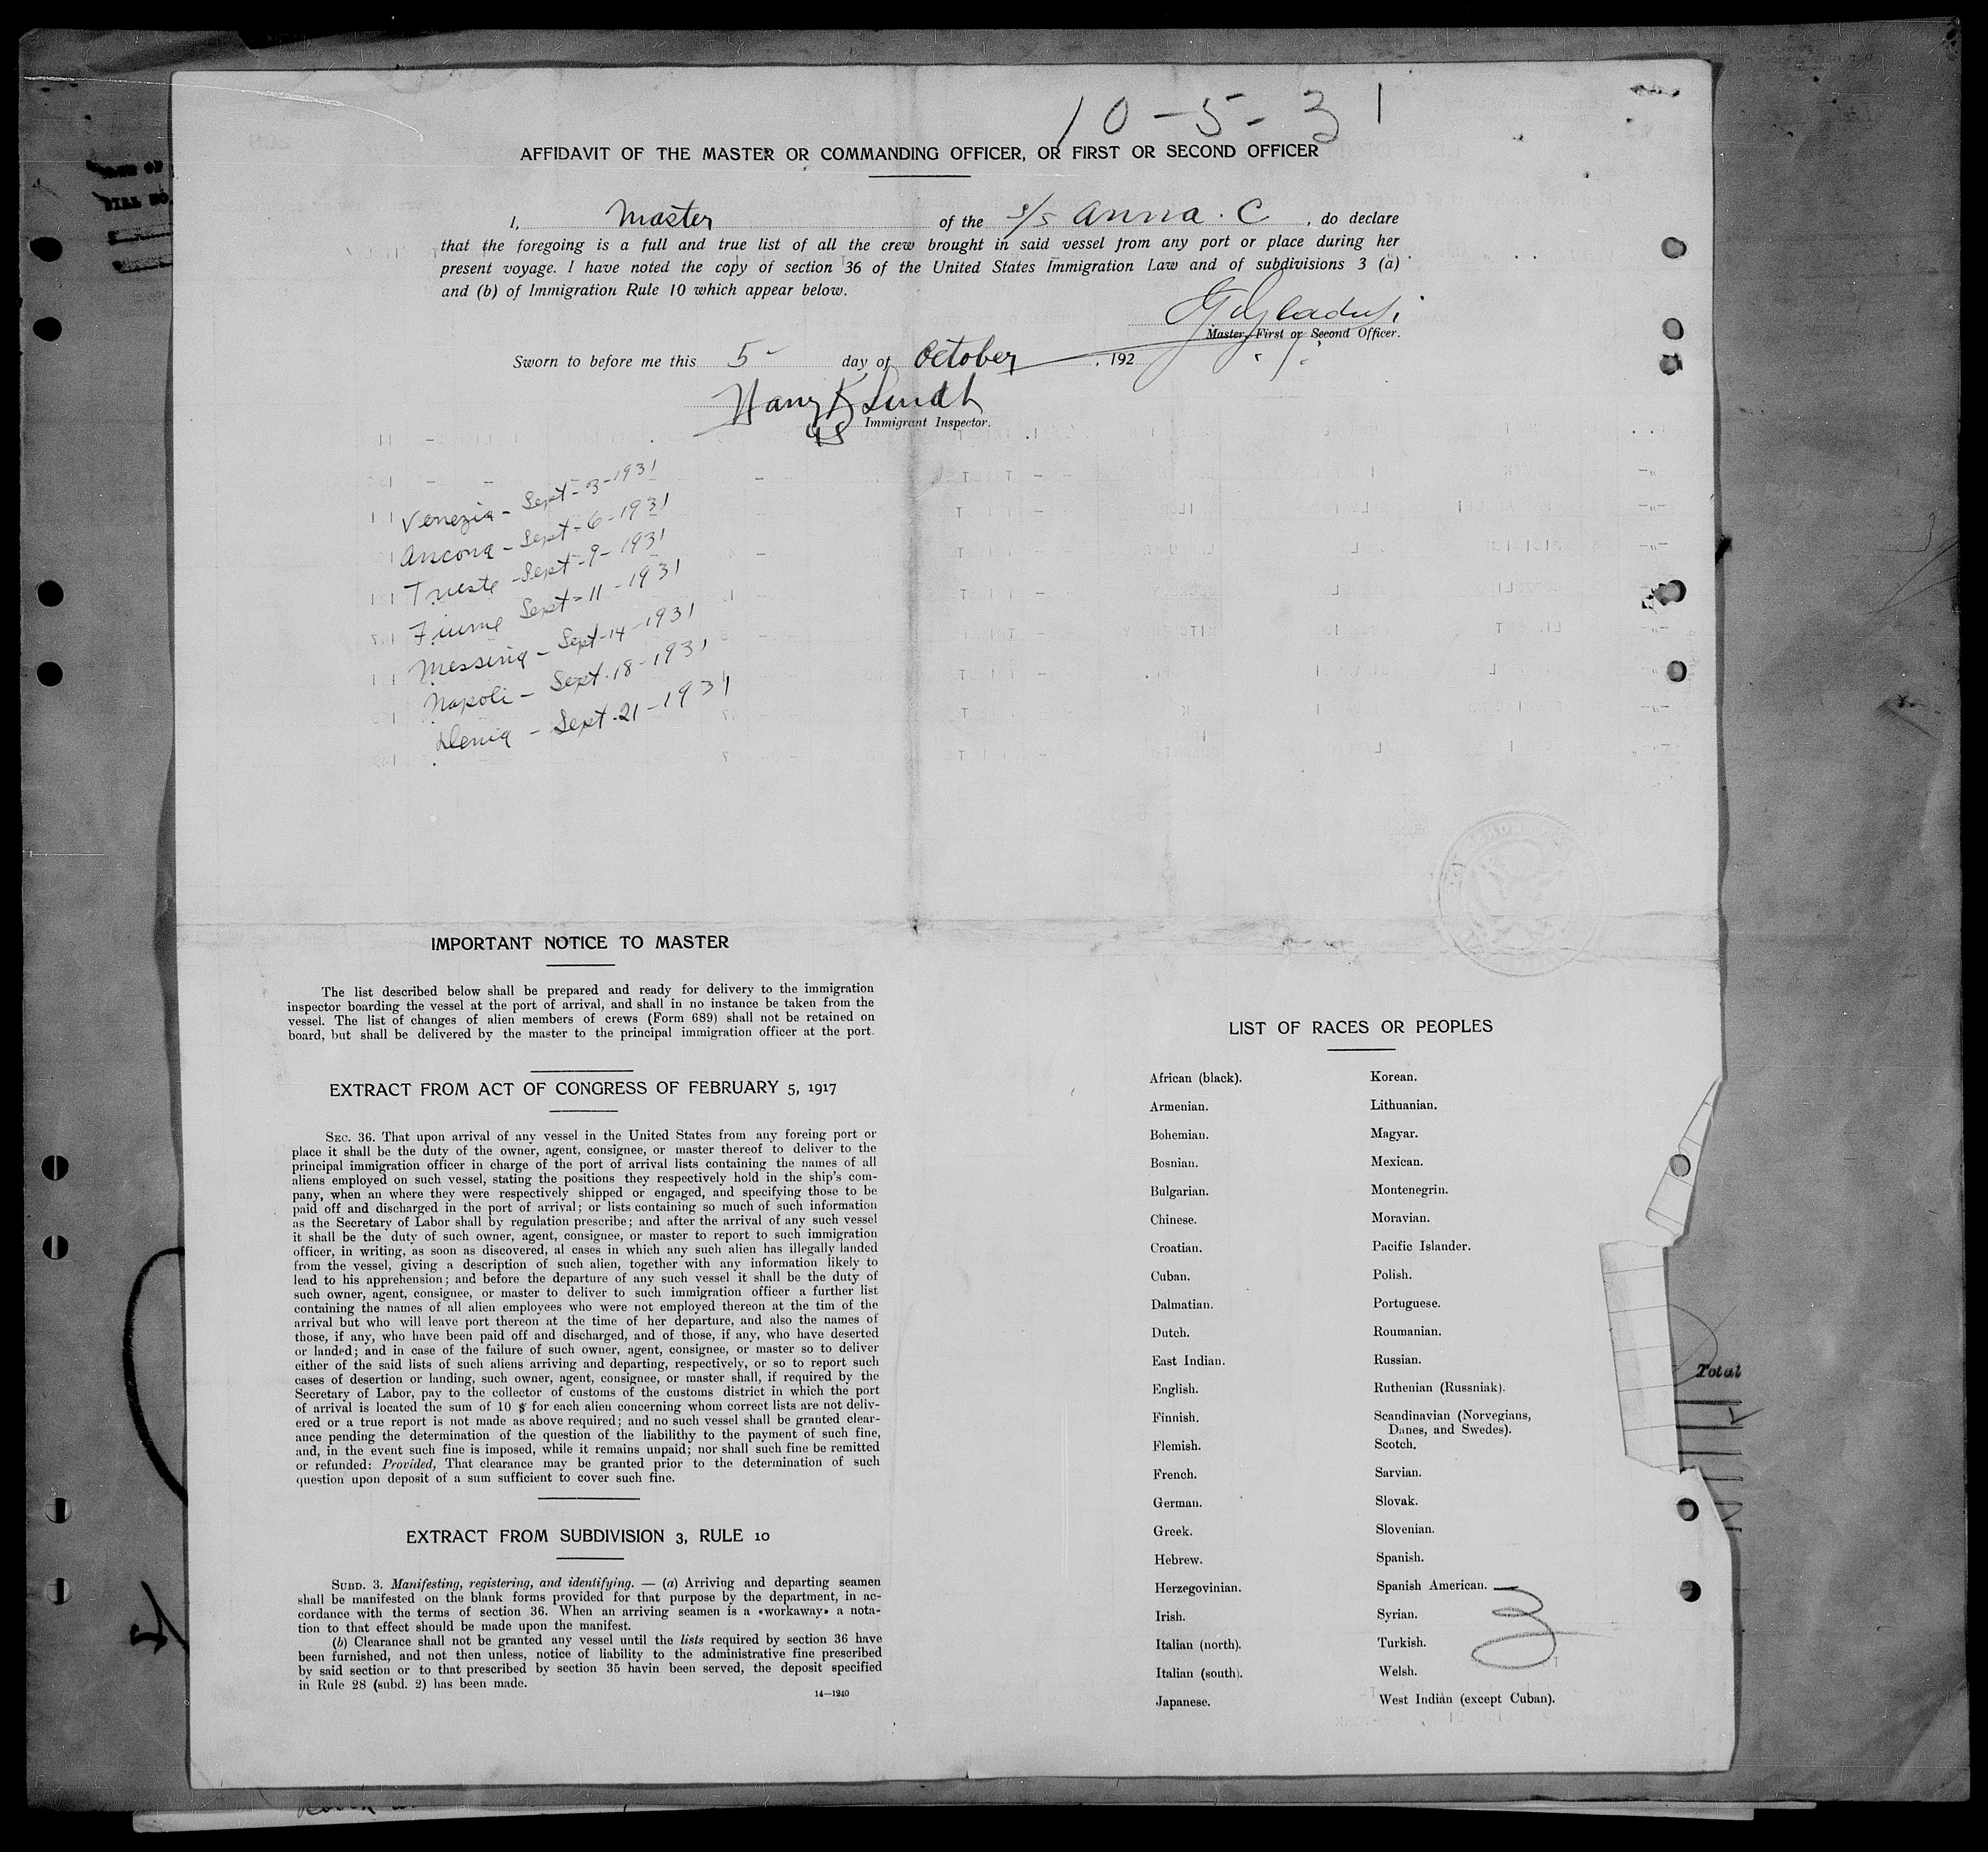 10-5-31
AFFIDAVIT OF THE MASTER OR COMMANDING OFFICER, OR FIRST OR SECOND OFFICER
I, Master of the s/s Anna . C , do declare
that the foregoing is a full and true list of all the crew brought in said vessel from any port or place during her
present voyage. I have noted the copy of section 36 of the United States Immigration Law and of subdivisions 3 (a)
and (b) of Immigration Rule 10 which appear below.
Master, First or Second Officer.
Sworn to before me this 5 - day of October , 192
Immigrant Inspector.
Venezia - Sept - 3 - 1931
Ancona - Sept - 6 - 1931
Trieste - Sept - 9 - 1931
Fiume Sept - 11 - 1931
Messina - Sept - 14 - 1931
Napoli - Sept. 18 - 1931
Denia - Sept. 21 - 1931
IMPORTANT NOTICE TO MASTER
The list described below shall be prepared and ready for delivery to the immigration
inspector boarding the vessel at the port of arrival, and shall in no instance be taken from the
vessel. The list of changes of alien members of crews (Form 689) shall not be retained on
board, but shall be delivered by the master to the principal immigration officer at the port.
EXTRACT FROM ACT OF CONGRESS OF FEBRUARY 5, 1917
SEC. 36. That upon arrival of any vessel in the United States from any foreing port or
place it shall be the duty of the owner, agent, consignee, or master thereof to deliver to the
principal immigration officer in charge of the port of arrival lists containing the names of all
aliens employed on such vessel, stating the positions they respectively hold in the ship's com-
pany, when an where they were respectively shipped or engaged, and specifying those to be
paid off and discharged in the port of arrival; or lists containing so much of such information
as the Secretary of Labor shall by regulation prescribe; and after the arrival of any such vessel
it shall be the duty of such owner, agent, consignee, or master to report to such immigration
officer, in writing, as soon as discovered, al cases in which any such alien has illegally landed
from the vessel, giving a description of such alien, together with any information likely to
lead to his apprehension; and before the departure of any such vessel it shall be the duty of
such owner, agent, consignee, or master to deliver to such immigration officer a further list
containing the names of all alien employees who were not employed thereon at the tim of the
arrival but who will leave port thereon at the time of her departure, and also the names of
those, if any, who have been paid off and discharged, and of those, if any, who have deserted
or landed; and in case of the failure of such owner, agent, consignee, or master so to deliver
either of the said lists of such aliens arriving and departing, respectively, or so to report such
cases of desertion or landing, such owner, agent, consignee, or master shall, if required by the
Secretary of Labor, pay to the collector of customs of the customs district in which the port
of arrival is located the sum of 10 $ for each alien concerning whom correct lists are not deliv-
ered or a true report is not made as above required; and no such vessel shall be granted clear-
ance pending the determination of the question of the liabilithy to the payment of such fine,
and, in the event such fine is imposed, while it remains unpaid; nor shall such fine be remitted
or refunded: Provided, That clearance may be granted prior to the determination of such
question upon deposit of a sum sufficient to cover such fine.
EXTRACT FROM SUBDIVISION 3, RULE 10
SUBD. 3. Manifesting, registering, and identifying. — (a) Arriving and departing seamen
shall be manifested on the blank forms provided for that purpose by the department, in ac-
cordance with the terms of section 36. When an arriving seamen is a «workaway» a nota-
tion to that effect should be made upon the manifest.
(b) Clearance shall not be granted any vessel until the lists required by section 36 have
been furnished, and not then unless, notice of liability to the administrative fine prescribed
by said section or to that prescribed by section 35 havin been served, the deposit specified
in Rule 28 (subd. 2) has been made.
14—1240
LIST OF RACES OR PEOPLES
African (black).
Armenian.
Bohemian.
Bosnian.
Bulgarian.
Chinese.
Croatian.
Cuban.
Dalmatian.
Dutch.
East Indian.
English.
Finnish.
Flemish.
French.
German.
Greek.
Hebrew.
Herzegovinian.
Irish.
Italian (north).
Italian (south).
Japanese.
Korean.
Lithuanian.
Magyar.
Mexican.
Montenegrin.
Moravian.
Pacific Islander.
Polish.
Portuguese.
Roumanian.
Russian.
Ruthenian (Russniak).
Scandinavian (Norvegians,
Danes, and Swedes).
Scotch.
Sarvian.
Slovak.
Slovenian.
Spanish.
Spanish American.
Syrian.
Turkish.
Welsh.
West Indian (except Cuban).
Total